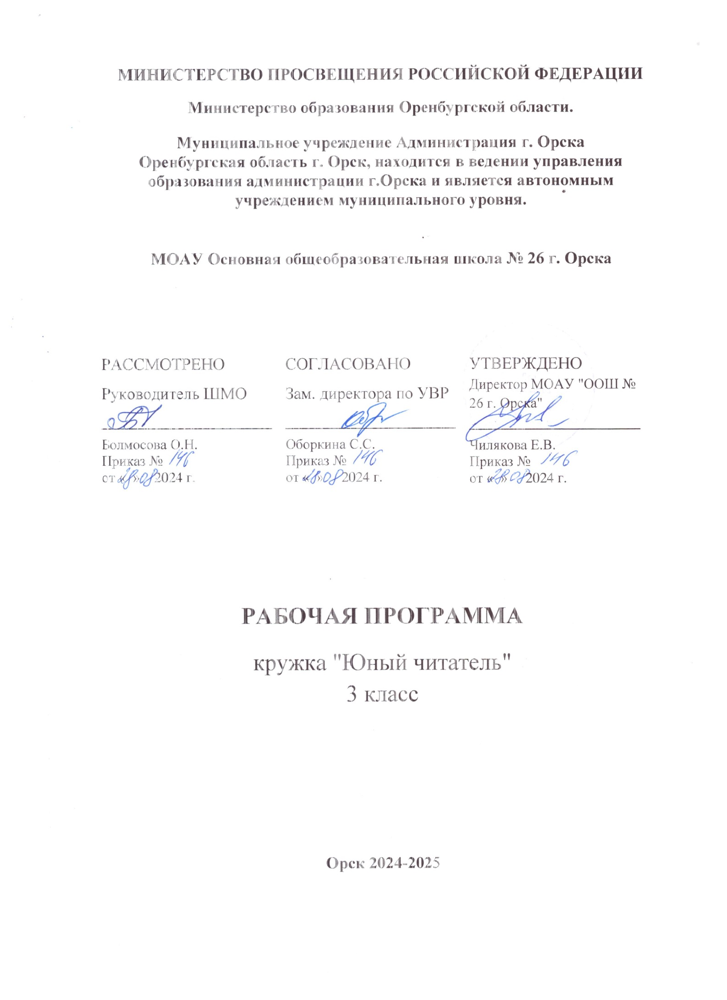 МИНИСТЕРСТВО ПРОСВЕЩЕНИЯ РОССИЙСКОЙ ФЕДЕРАЦИИ
Министерство образования Оренбургской области.
Муниципальное учреждение Администрация г. Орска
Оренбургская область г. Орск, находится в ведении управления
образования администрации г.Орска и является автономным
учреждением муниципального уровня.
МОАУ Основная общеобразовательная школа № 26 г. Орска
РАССМОТРЕНО
Руководитель ШМО
Болмосова О.Н.
Приказ № 146
от «28» 08 2024 г.
СОГЛАСОВАНО
Зам. директора по УВР
Оборкина С.С.
Приказ № 146
от «28» 08 2024 г.
УТВЕРЖДЕНО
Директор МОАУ "ООШ №
26 г. Орска"
Чилякова Е.В.
Приказ № 146
от «28» 08 2024 г.
РАБОЧАЯ ПРОГРАММА
кружка "Юный читатель"
3 класс
Орск 2024-2025